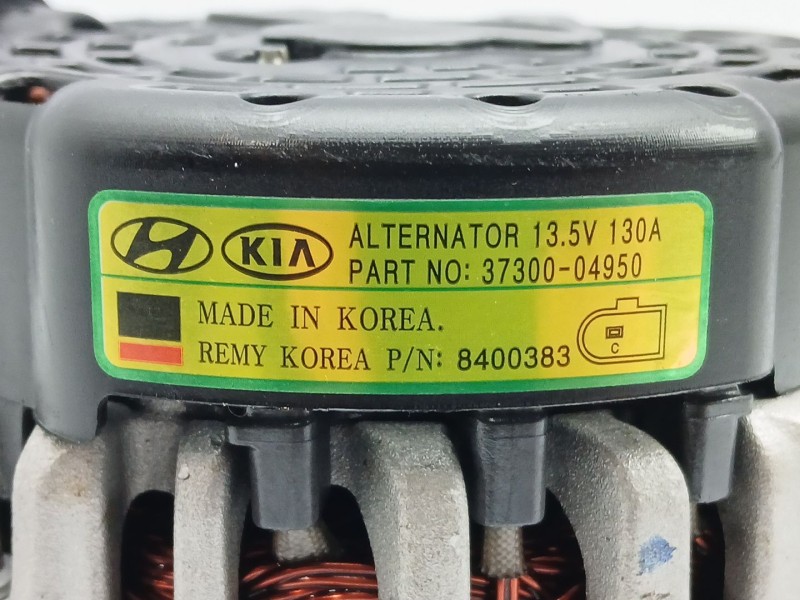 KIA ALTERNATOR 13.5V 130A
PART NO: 37300-04950
MADE IN KOREA.
REMY KOREA P/N: 8400383
C